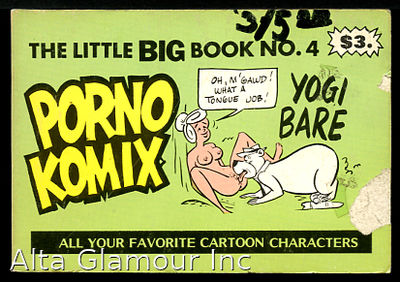 3/5 22
THE LITTLE BIG BOOK NO. 4
$3.
PORNO
KOMIX
OH, M'GAWD!
WHAT A
TONGUE JOB!
YOGI
BARE
ALL YOUR FAVORITE CARTOON CHARACTERS
Alta Glamour Inc